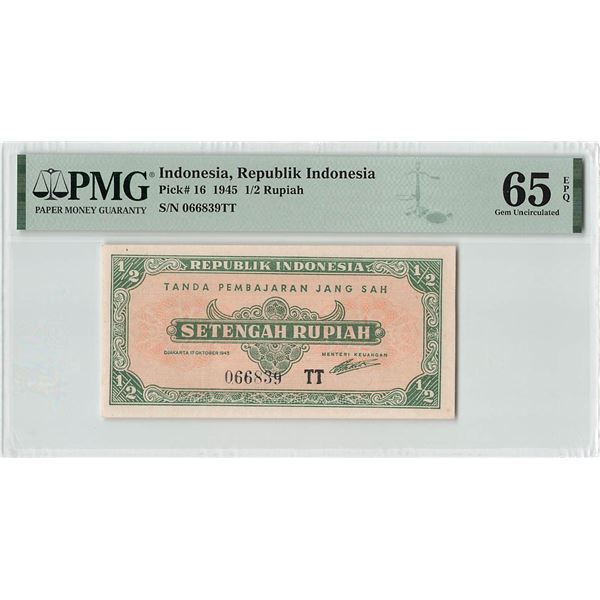 PMG
PAPER MONEY GUARANTY
Indonesia, Republik Indonesia
Pick# 16 1945 1/2 Rupiah
S/N 066839TT
65 EPQ
Gem Uncirculated
1/2 REPUBLIK INDONESIA 1/2
TANDA PEMBAJARAN JANG SAH
SETENGAH RUPIAH
DJAKARTA 17 OKTOBER 1945 MENTERI KEUANGAN
066839 TT
1/2 1/2